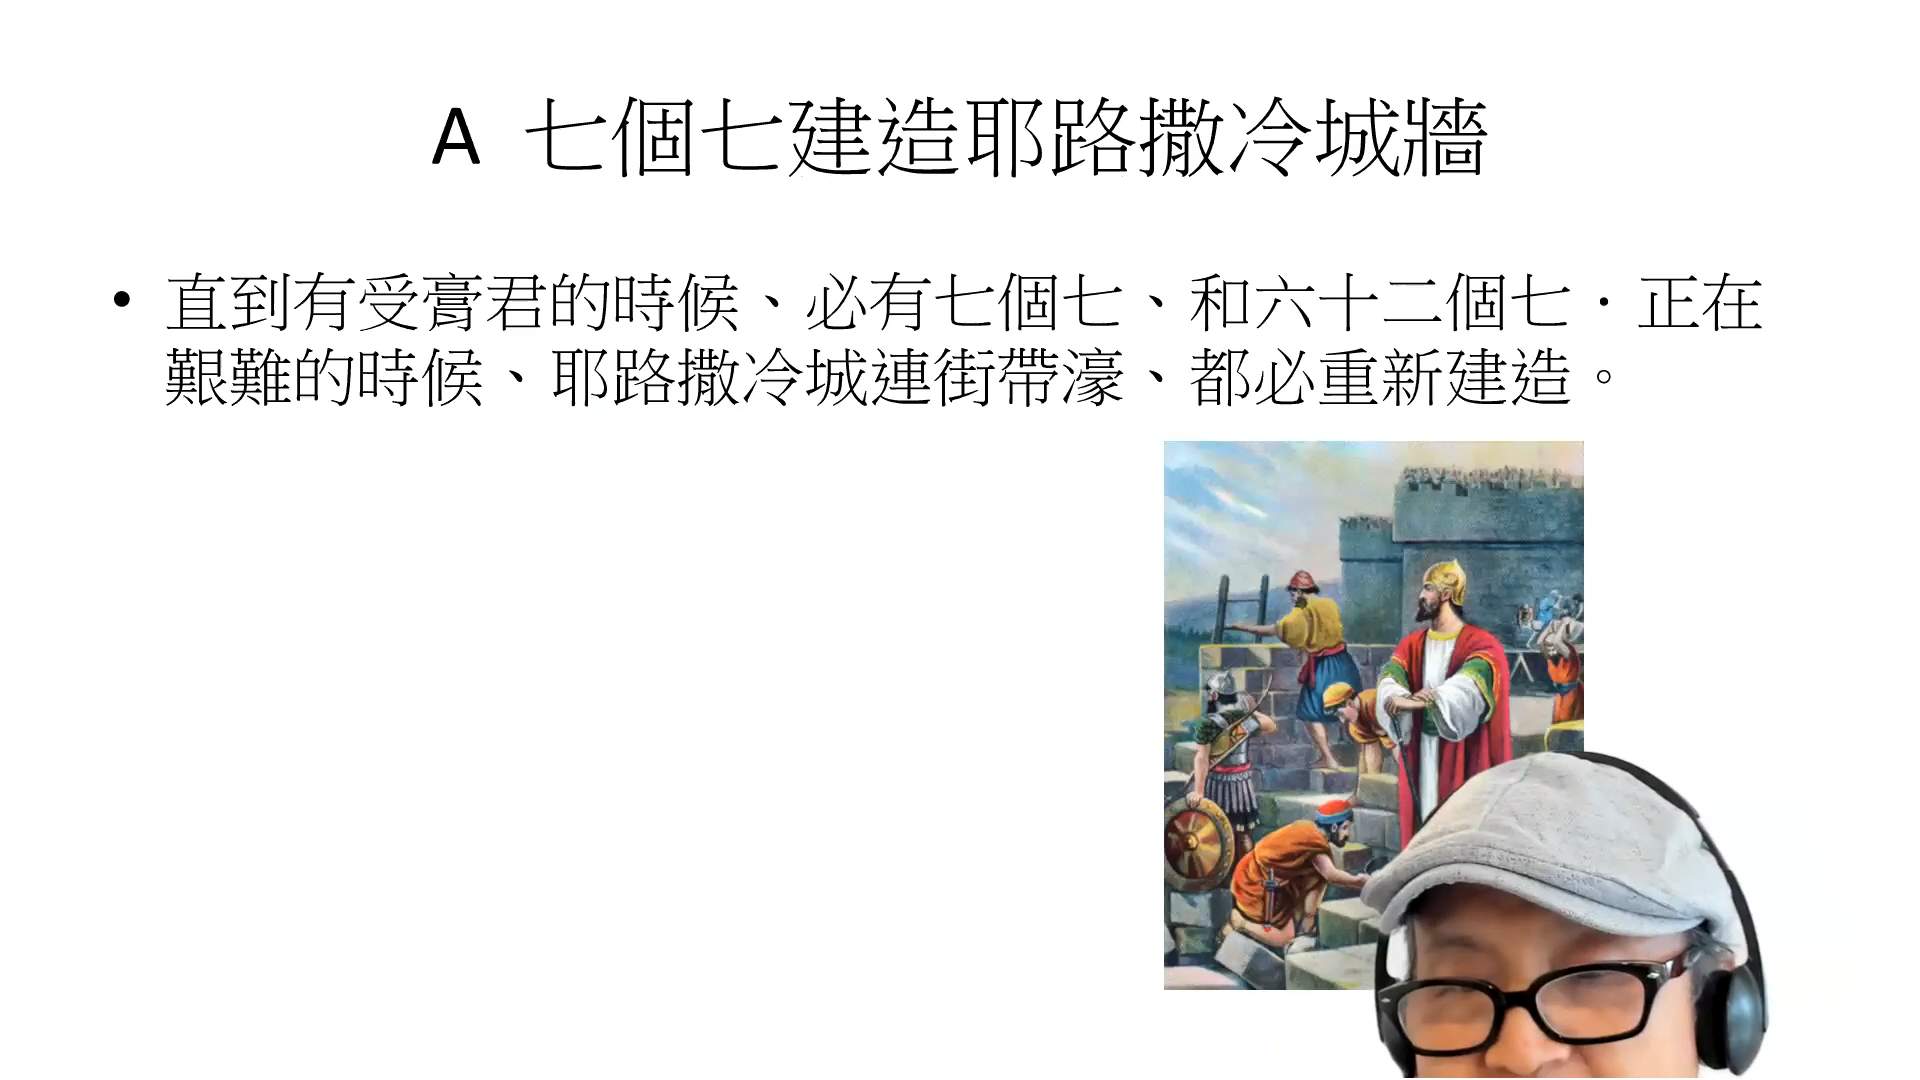 A 七個七建造耶路撒冷城牆
• 直到有受膏君的時候、必有七個七、和六十二個七．正在
艱難的時候、耶路撒冷城連街帶濠、都必重新建造。